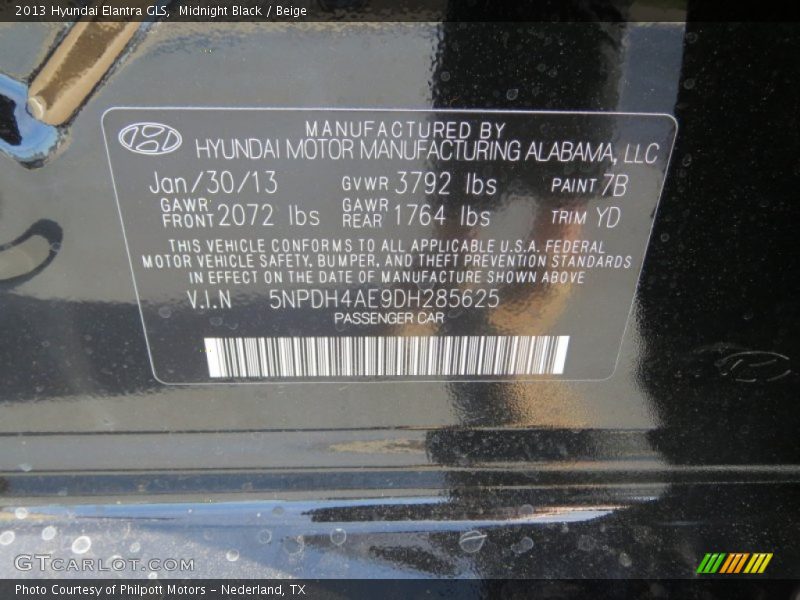 2013 Hyundai Elantra GLS, Midnight Black / Beige
MANUFACTURED BY
HYUNDAI MOTOR MANUFACTURING ALABAMA, LLC
Jan/30/13 GVWR 3792 lbs PAINT 7B
GAWR FRONT 2072 lbs GAWR REAR 1764 lbs TRIM YD
THIS VEHICLE CONFORMS TO ALL APPLICABLE U.S.A. FEDERAL
MOTOR VEHICLE SAFETY, BUMPER, AND THEFT PREVENTION STANDARDS
IN EFFECT ON THE DATE OF MANUFACTURE SHOWN ABOVE
V.I.N 5NPDH4AE9DH285625
PASSENGER CAR
GTCARLOT.COM
Photo Courtesy of Philpott Motors - Nederland, TX